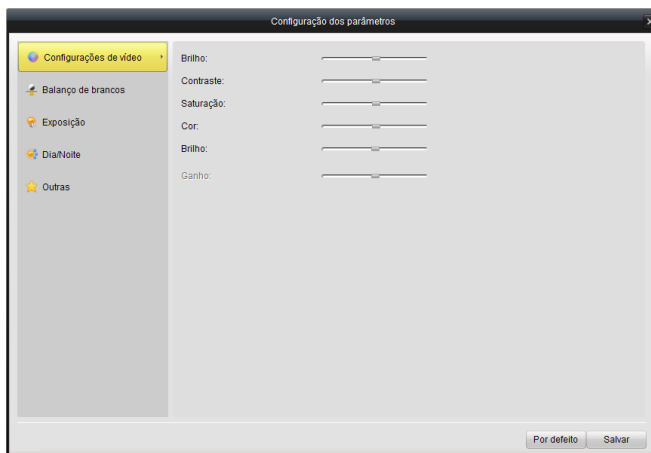 Configuração dos parâmetros
Configurações de vídeo
Balanço de brancos
Exposição
Dia/Noite
Outras
Brilho:
Contraste:
Saturação:
Cor:
Brilho:
Ganho:
Por defeito
Salvar